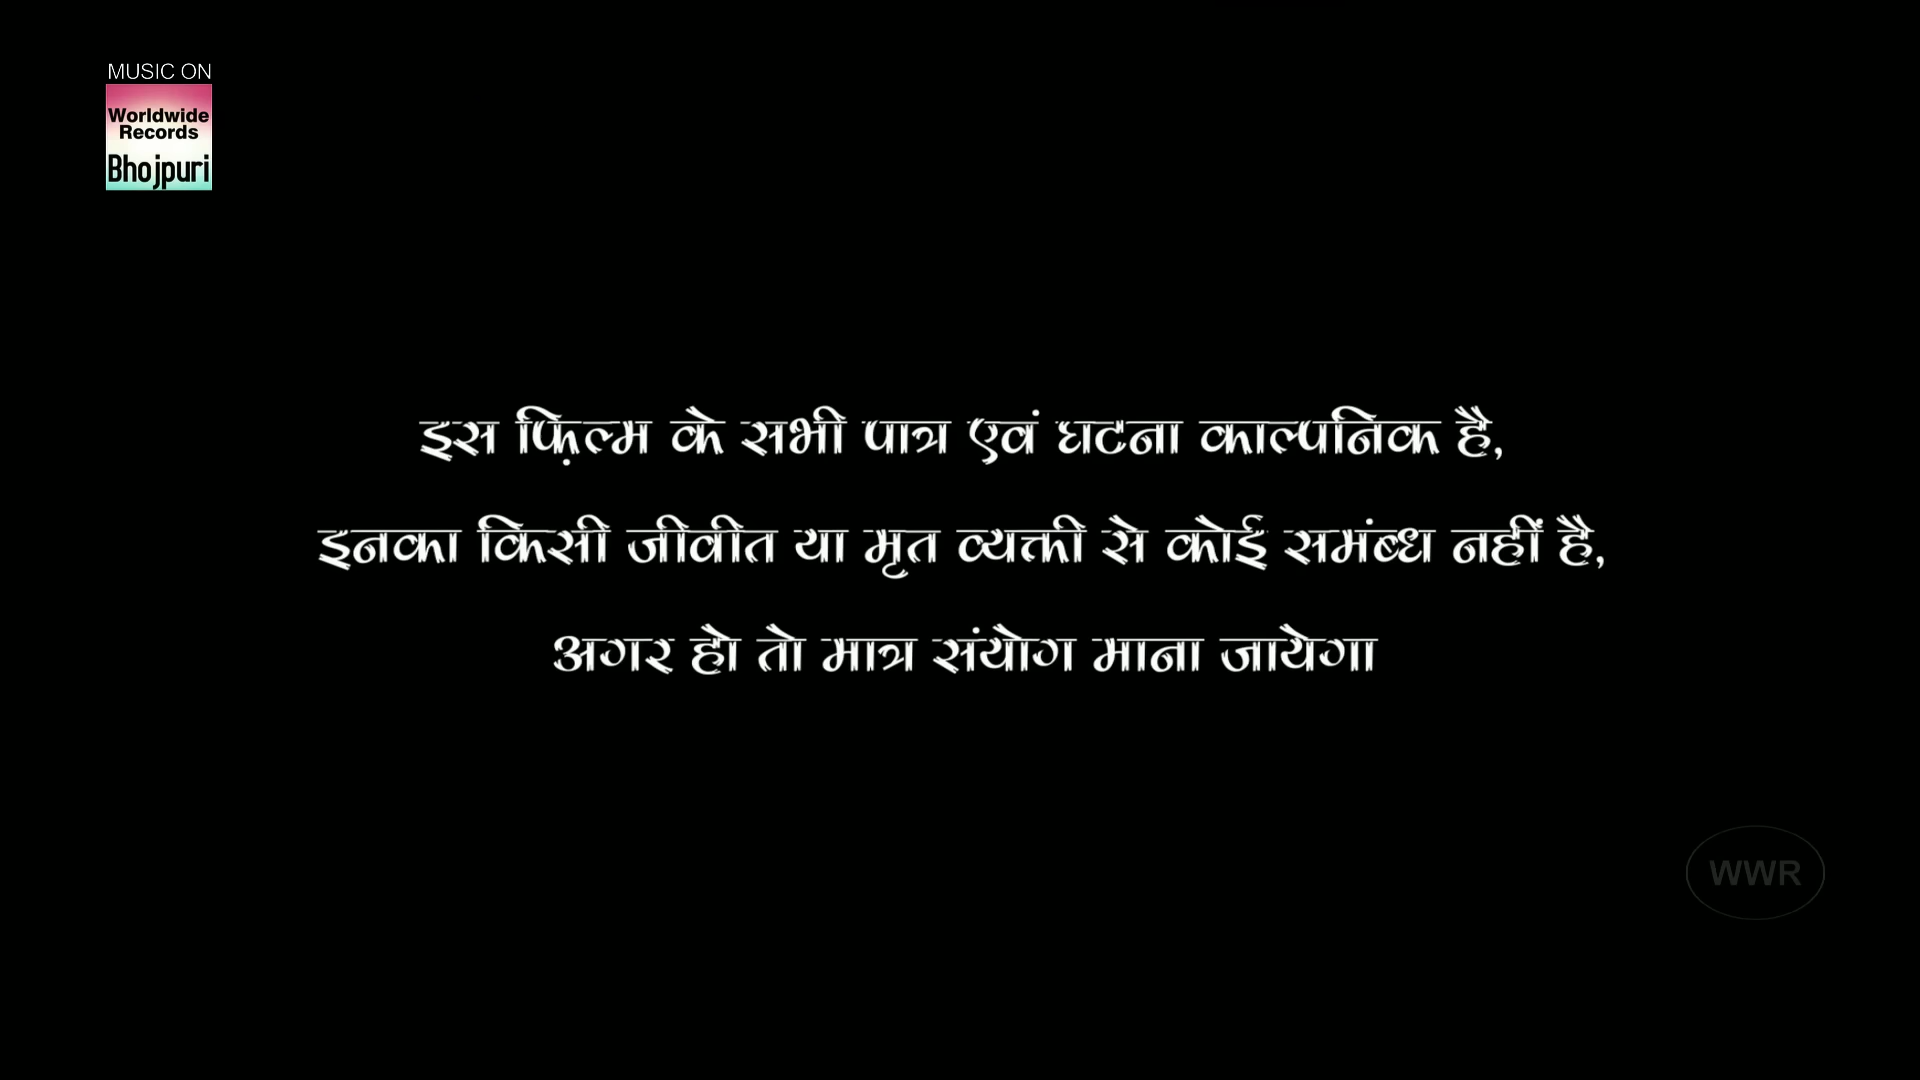 MUSIC ON
Worldwide
Records
Bhojpuri
इस फ़िल्म के सभी पात्र एवं घटना काल्पनिक है,
इनका किसी जीवीत या मृत व्यक्ती से कोई समंब्ध नहीं है,
अगर हो तो मात्र संयोग माना जायेगा
WWR